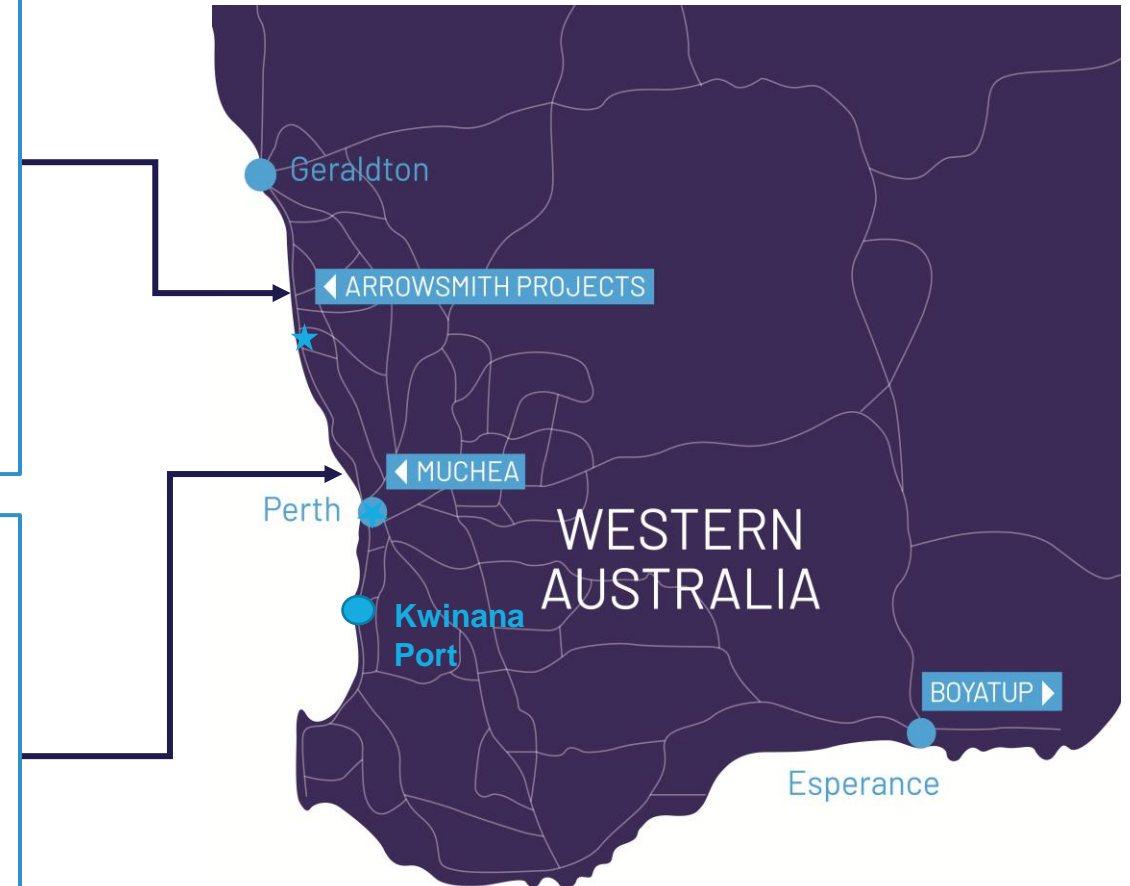 Geraldton
ARROWSMITH PROJECTS
MUCHEA
Perth
WESTERN
AUSTRALIA
Kwinana
Port
BOYATUP
Esperance